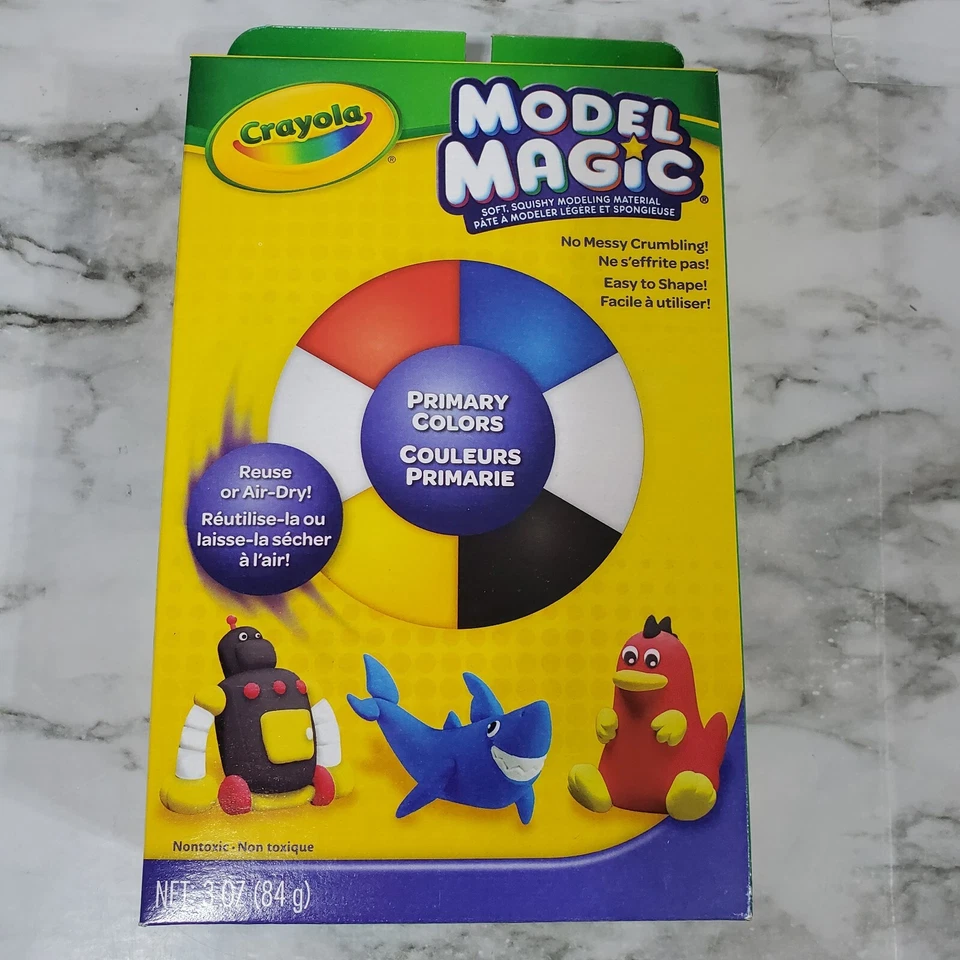 Crayola
®
MODEL
MAGiC®
SOFT, SQUISHY MODELING MATERIAL
PÂTE À MODELER LÉGÈRE ET SPONGIEUSE
No Messy Crumbling!
Ne s'effrite pas!
Easy to Shape!
Facile à utiliser!
PRIMARY
COLORS
COULEURS
PRIMARIE
Reuse
or Air-Dry!
Réutilise-la ou
laisse-la sécher
à l'air!
Nontoxic • Non toxique
NET: 3 OZ (84 g)